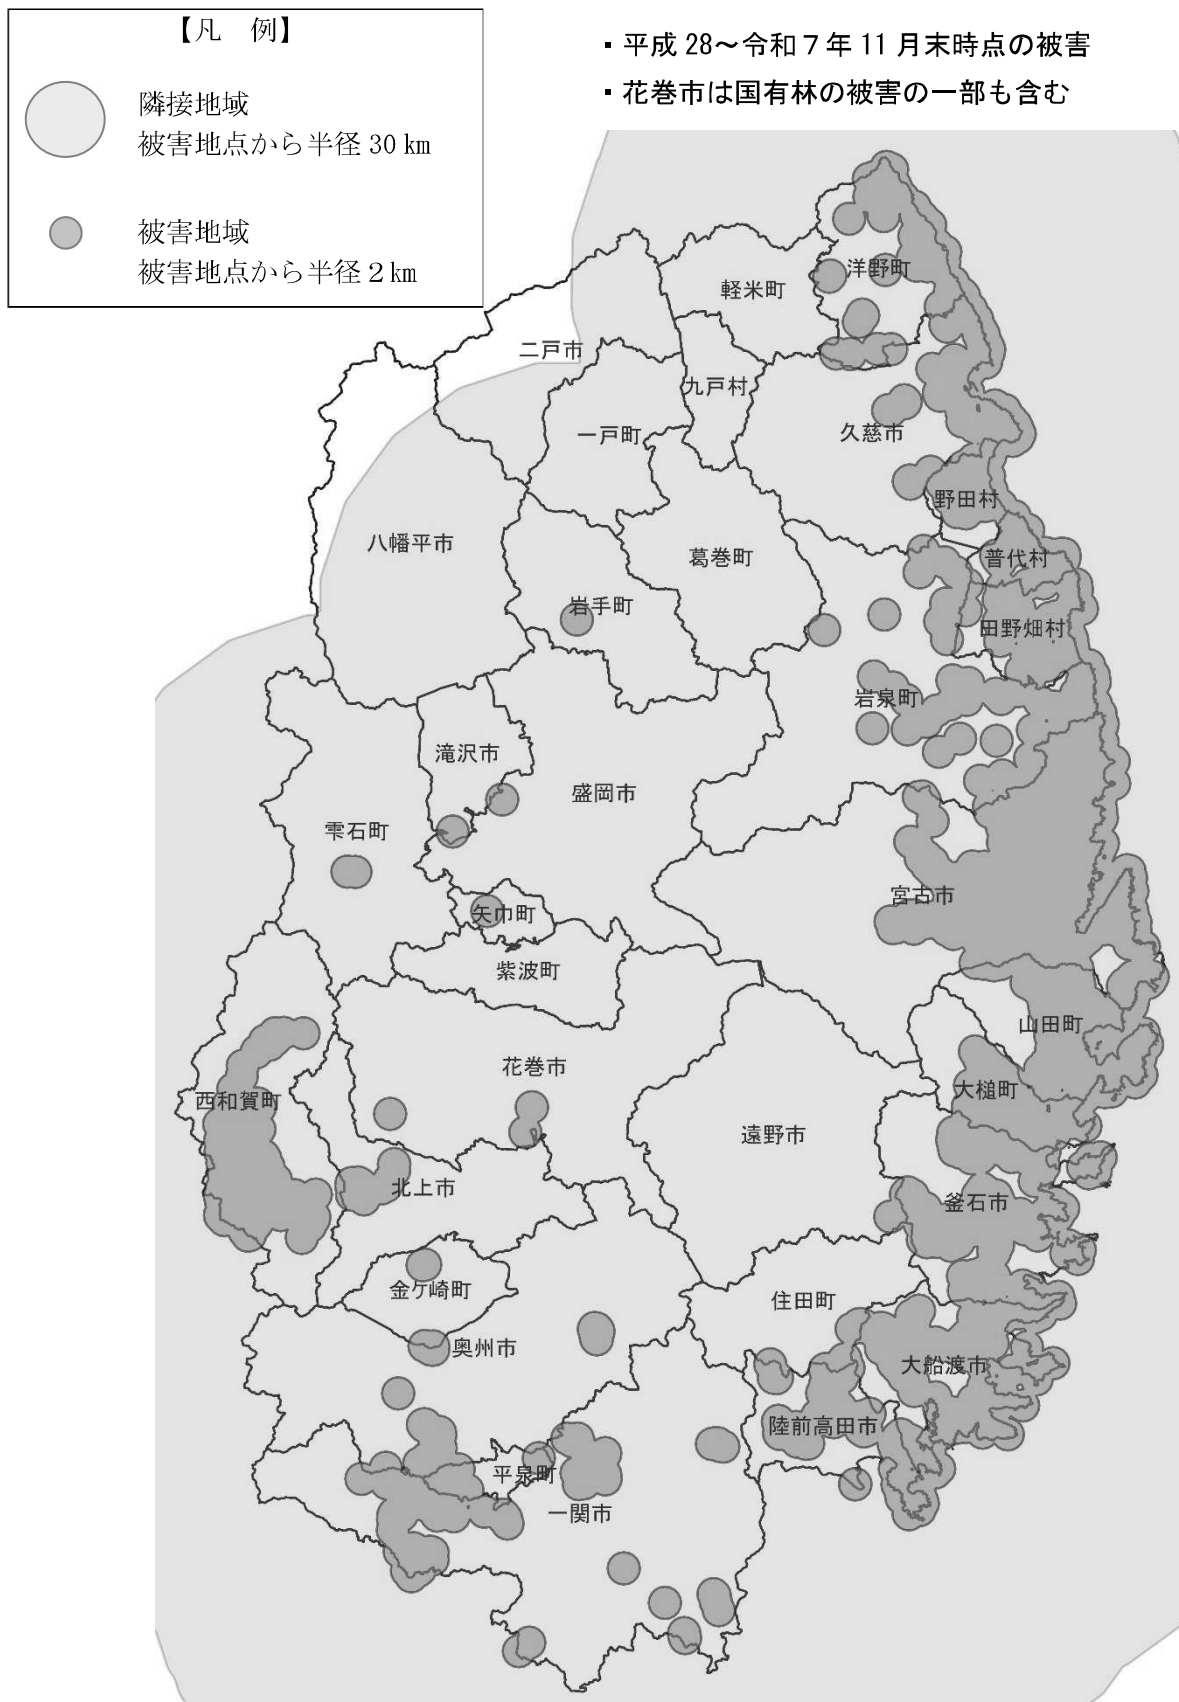 【凡　例】
隣接地域
被害地点から半径 30 km
被害地域
被害地点から半径２km
・平成 28～令和７年 11 月末時点の被害
・花巻市は国有林の被害の一部も含む
洋野町
軽米町
二戸市
九戸村
一戸町
久慈市
野田村
八幡平市
葛巻町
普代村
岩手町
田野畑村
岩泉町
滝沢市
盛岡市
雫石町
宮古市
矢巾町
紫波町
山田町
花巻市
大槌町
西和賀町
遠野市
北上市
釜石市
金ケ崎町
住田町
奥州市
大船渡市
陸前高田市
平泉町
一関市